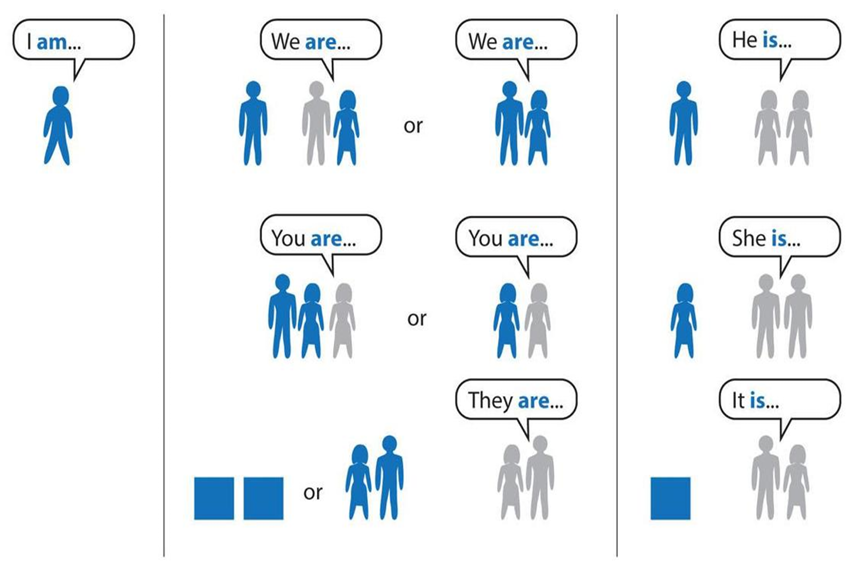 I am...
We are...
or
We are...
He is...
You are...
or
You are...
She is...
They are...
or
It is...